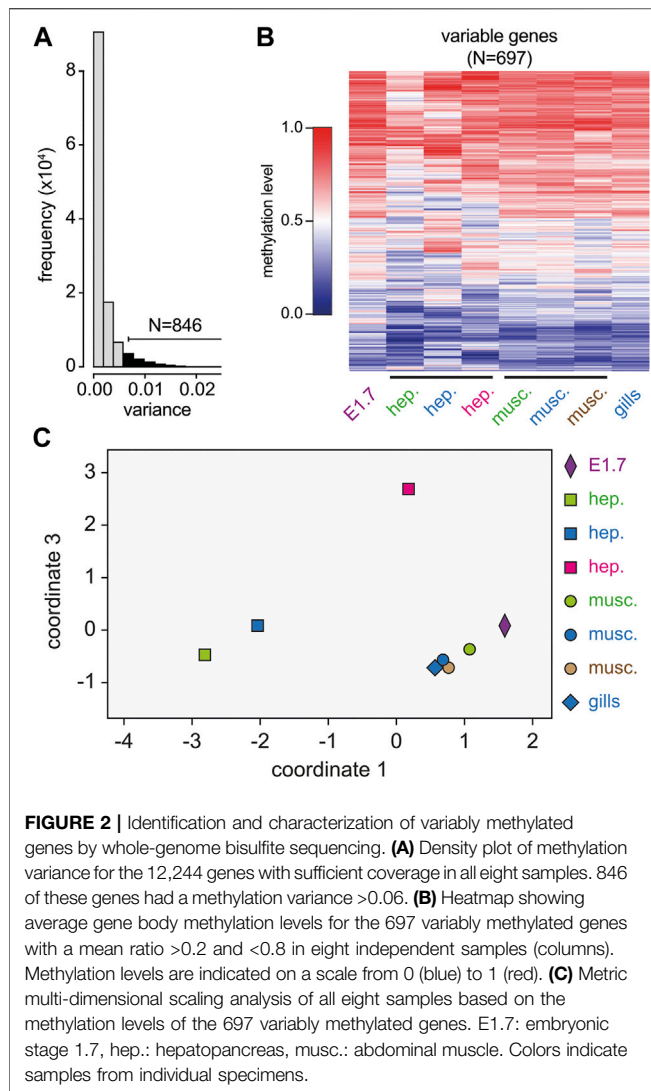 A
8
6
4
2
0
frequency (x10⁴)
N=846
0.00
0.01
0.02
variance
B
variable genes
(N=697)
1.0
0.5
0.0
methylation level
E1.7
hep.
hep.
hep.
musc.
musc.
musc.
gills
C
3
2
1
0
-1
coordinate 3
-4
-3
-2
-1
0
1
2
coordinate 1
E1.7
hep.
hep.
hep.
musc.
musc.
musc.
gills
FIGURE 2 | Identification and characterization of variably methylated
genes by whole-genome bisulfite sequencing. (A) Density plot of methylation
variance for the 12,244 genes with sufficient coverage in all eight samples. 846
of these genes had a methylation variance >0.06. (B) Heatmap showing
average gene body methylation levels for the 697 variably methylated genes
with a mean ratio >0.2 and <0.8 in eight independent samples (columns).
Methylation levels are indicated on a scale from 0 (blue) to 1 (red). (C) Metric
multi-dimensional scaling analysis of all eight samples based on the
methylation levels of the 697 variably methylated genes. E1.7: embryonic
stage 1.7, hep.: hepatopancreas, musc.: abdominal muscle. Colors indicate
samples from individual specimens.